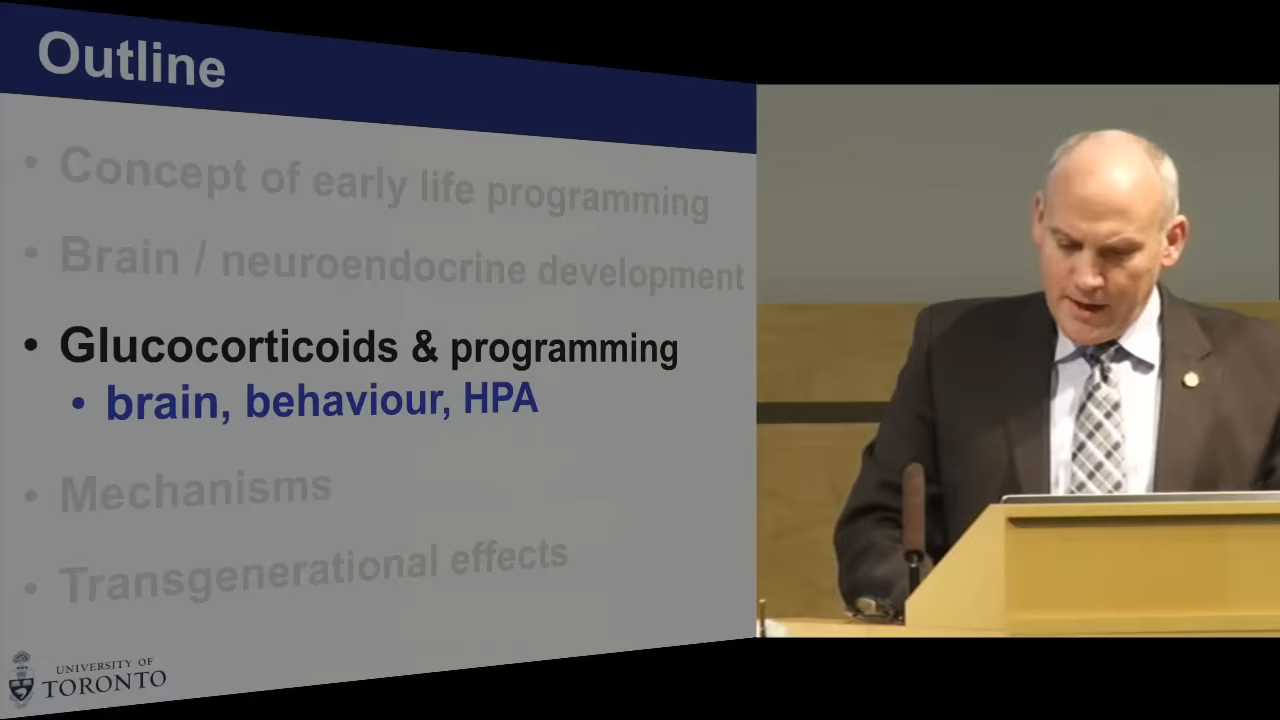 Outline
• Concept of early life programming
• Brain / neuroendocrine development
• Glucocorticoids & programming
• brain, behaviour, HPA
• Mechanisms
• Transgenerational effects
UNIVERSITY OF
TORONTO